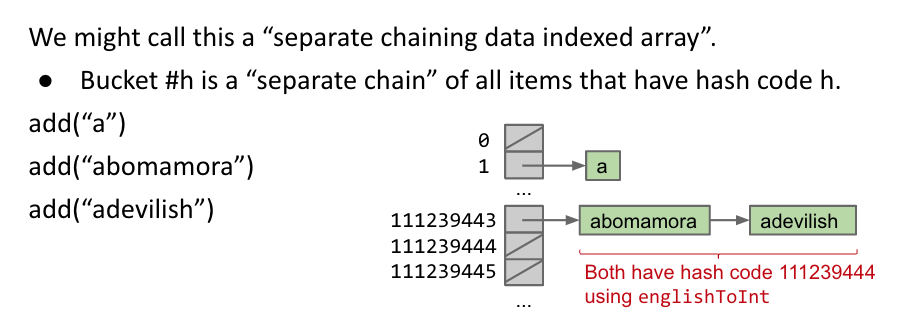 We might call this a “separate chaining data indexed array”.
● Bucket #h is a “separate chain” of all items that have hash code h.
add(“a”)
add(“abomamora”)
add(“adevilish”)
0
1
a
...
111239443
abomamora
adevilish
111239444
111239445
Both have hash code 111239444
using englishToInt
...